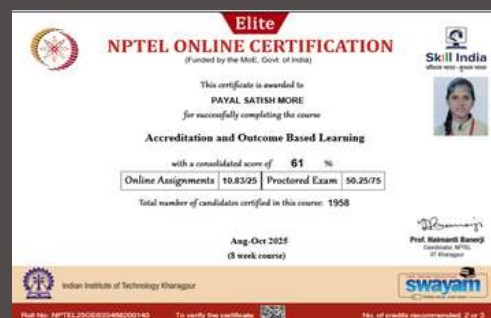 Elite
NPTEL ONLINE CERTIFICATION
(Funded by the MoE, Govt. of India)
Skill India
This certificate is awarded to
PAYAL SATISH MORE
for successfully completing the course
Accreditation and Outcome Based Learning
with a consolidated score of 61 %
Online Assignments 10.83/25 Proctored Exam 50.25/75
Total number of candidates certified in this course: 1958
Aug-Oct 2025
(8 week course)
Prof. Haimanti Banerji
Coordinator, NPTEL
IIT Kharagpur
Indian Institute of Technology Kharagpur
swayam
Roll No: To verify the certificate No. of credits recommended: 2 or 3